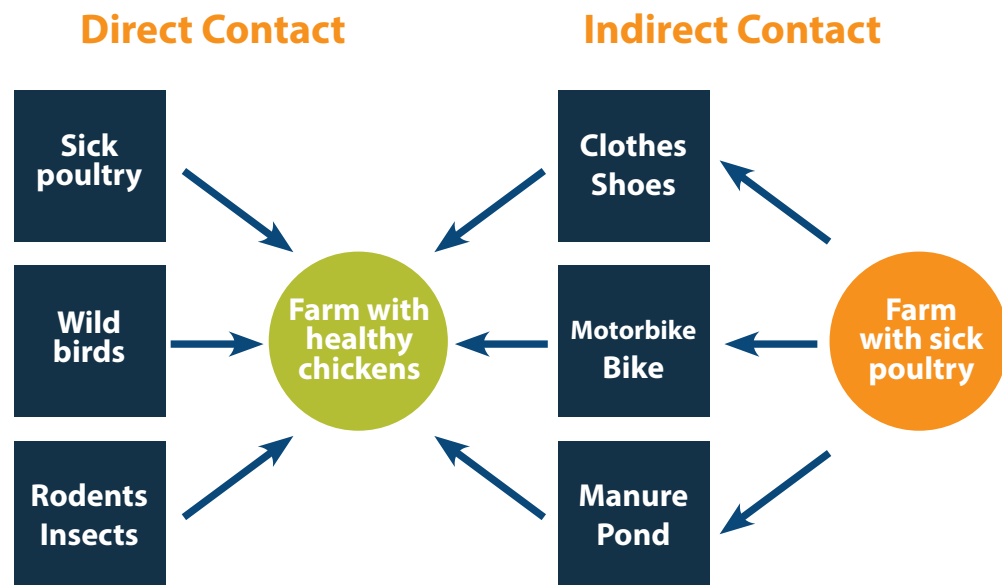 Direct Contact
Indirect Contact
Sick
poultry
Wild
birds
Rodents
Insects
Farm with
healthy
chickens
Clothes
Shoes
Motorbike
Bike
Manure
Pond
Farm
with sick
poultry